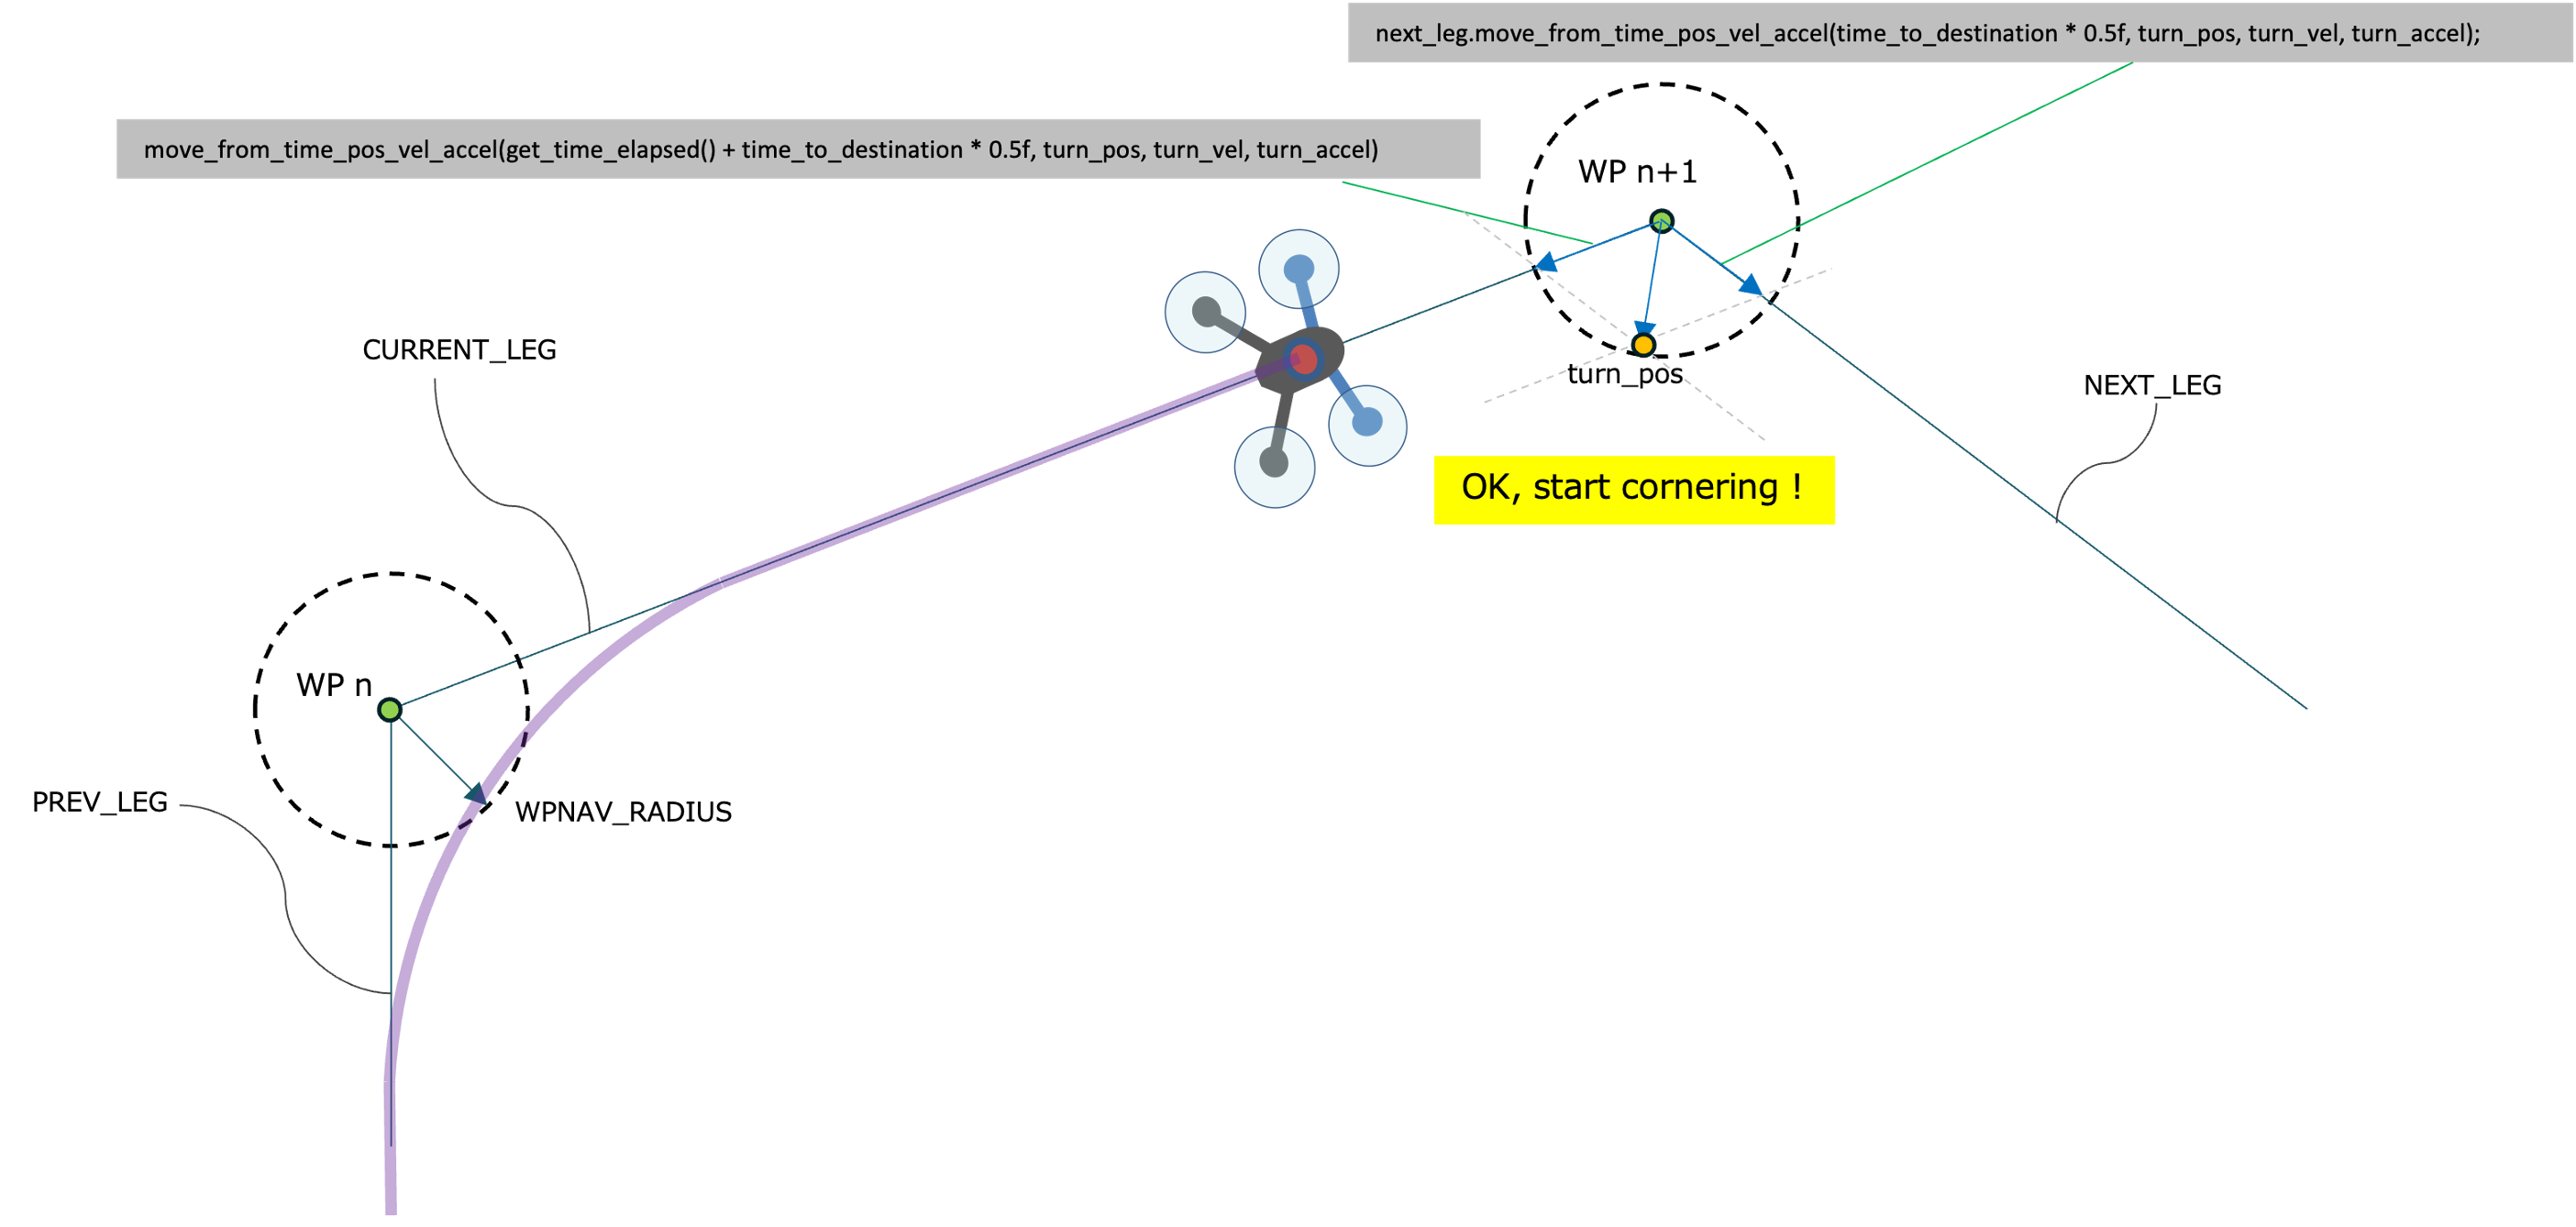 next_leg.move_from_time_pos_vel_accel(time_to_destination * 0.5f, turn_pos, turn_vel, turn_accel);
move_from_time_pos_vel_accel(get_time_elapsed() + time_to_destination * 0.5f, turn_pos, turn_vel, turn_accel)
WP n+1
CURRENT_LEG
turn_pos
NEXT_LEG
OK, start cornering !
WP n
PREV_LEG
WPNAV_RADIUS